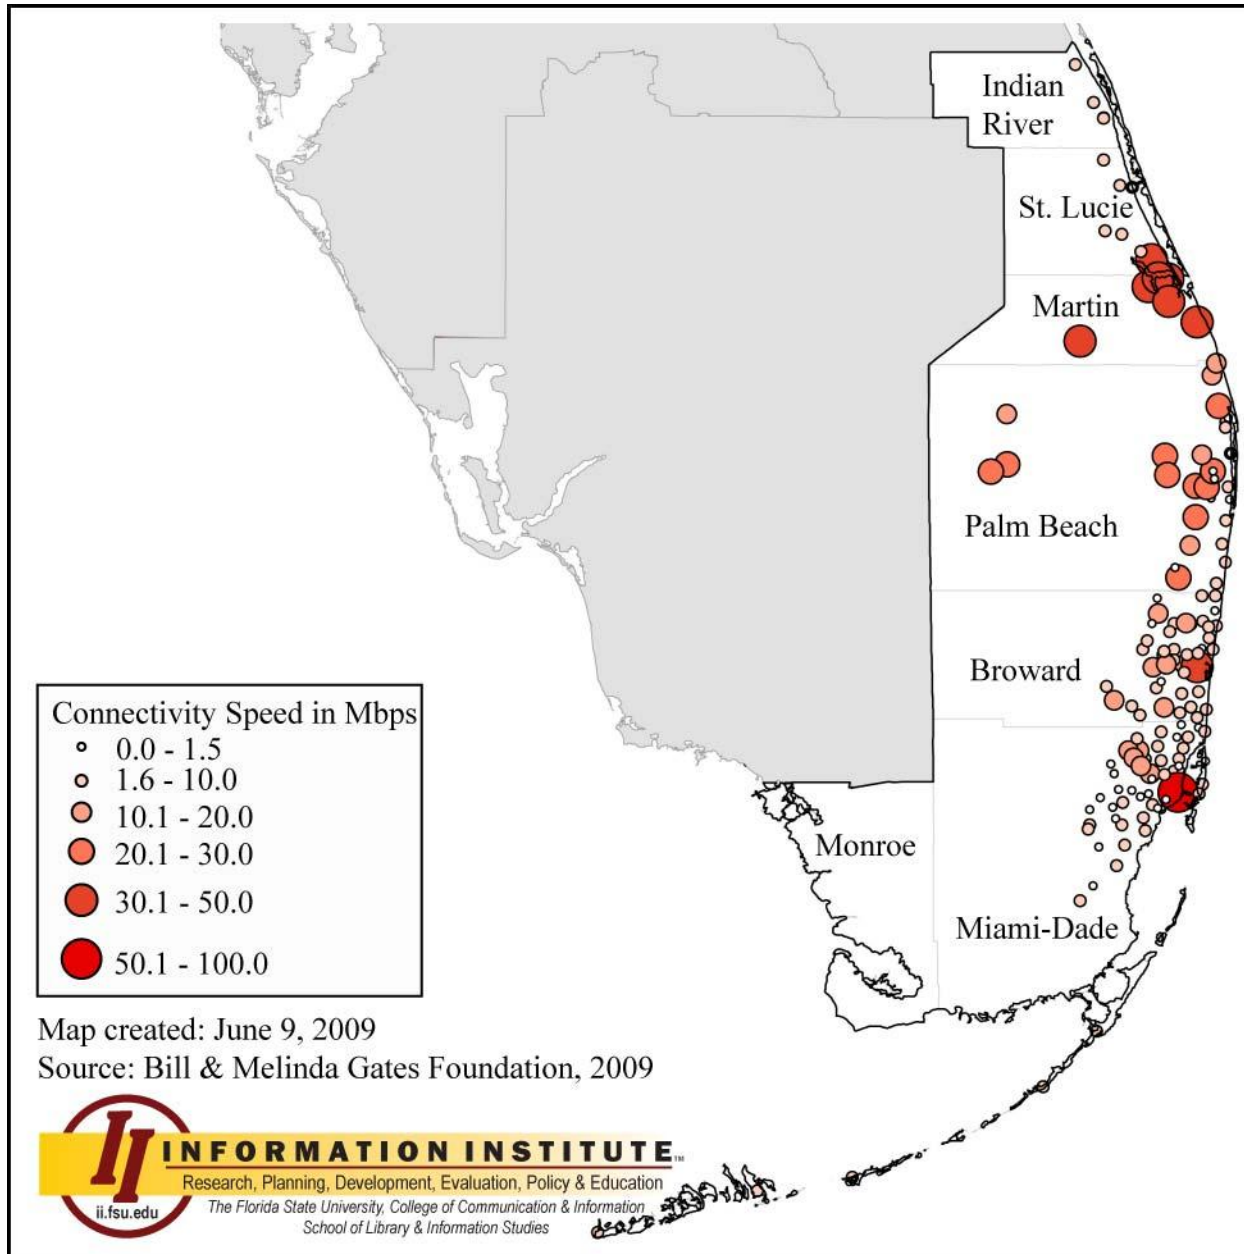 Indian
River
St. Lucie
Martin
Palm Beach
Broward
Monroe
Miami-Dade
Connectivity Speed in Mbps
0.0 - 1.5
1.6 - 10.0
10.1 - 20.0
20.1 - 30.0
30.1 - 50.0
50.1 - 100.0
Map created: June 9, 2009
Source: Bill & Melinda Gates Foundation, 2009
II
ii.fsu.edu
INFORMATION INSTITUTE™
Research, Planning, Development, Evaluation, Policy & Education
The Florida State University, College of Communication & Information
School of Library & Information Studies